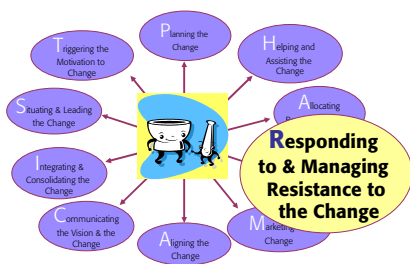 Planning the
Change
Helping and
Assisting the
Change
Allocating
Responding
to & Managing
Resistance to
the Change
Marketing
Change
Aligning the
Change
Communicating
the Vision & the
Change
Integrating &
Consolidating the
Change
Situating & Leading
the Change
Triggering the
Motivation to
Change